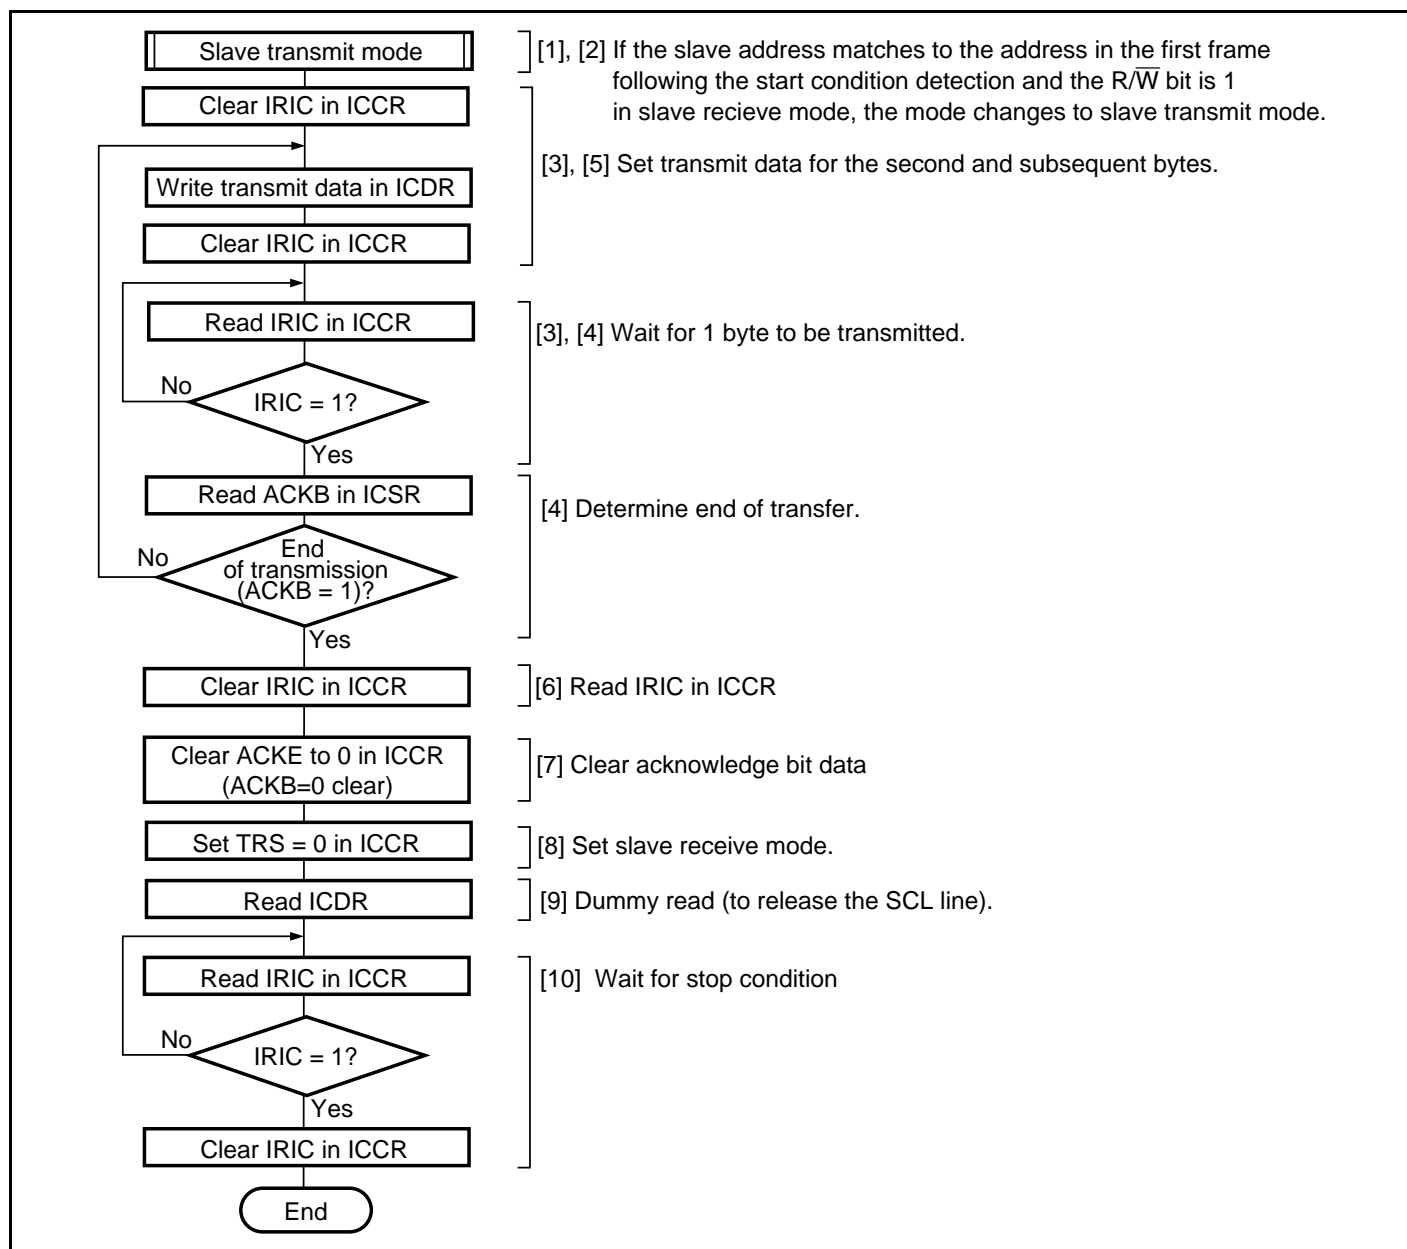 Slave transmit mode
[1], [2] If the slave address matches to the address in the first frame
following the start condition detection and the R/W̅ bit is 1
in slave recieve mode, the mode changes to slave transmit mode.
Clear IRIC in ICCR
[3], [5] Set transmit data for the second and subsequent bytes.
Write transmit data in ICDR
Clear IRIC in ICCR
Read IRIC in ICCR
[3], [4] Wait for 1 byte to be transmitted.
No
IRIC = 1?
Yes
Read ACKB in ICSR
[4] Determine end of transfer.
No
End
of transmission
(ACKB = 1)?
Yes
Clear IRIC in ICCR
[6] Read IRIC in ICCR
Clear ACKE to 0 in ICCR
(ACKB=0 clear)
[7] Clear acknowledge bit data
Set TRS = 0 in ICCR
[8] Set slave receive mode.
Read ICDR
[9] Dummy read (to release the SCL line).
Read IRIC in ICCR
[10] Wait for stop condition
No
IRIC = 1?
Yes
Clear IRIC in ICCR
End